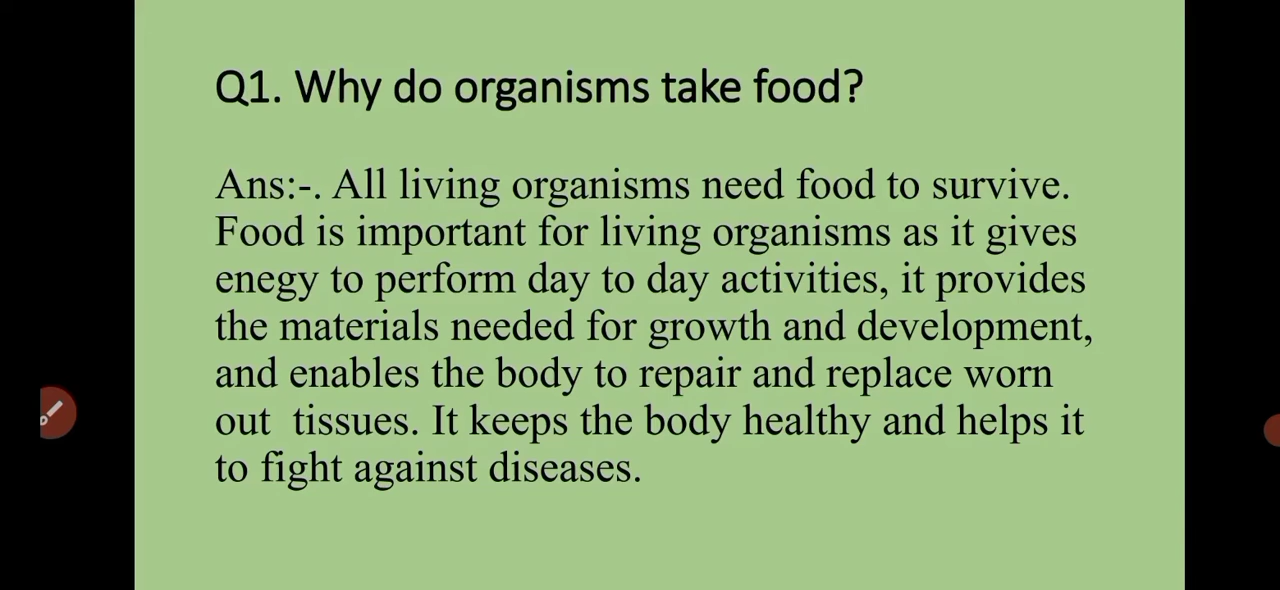 Q1. Why do organisms take food?
Ans:-. All living organisms need food to survive.
Food is important for living organisms as it gives
enegy to perform day to day activities, it provides
the materials needed for growth and development,
and enables the body to repair and replace worn
out  tissues. It keeps the body healthy and helps it
to fight against diseases.